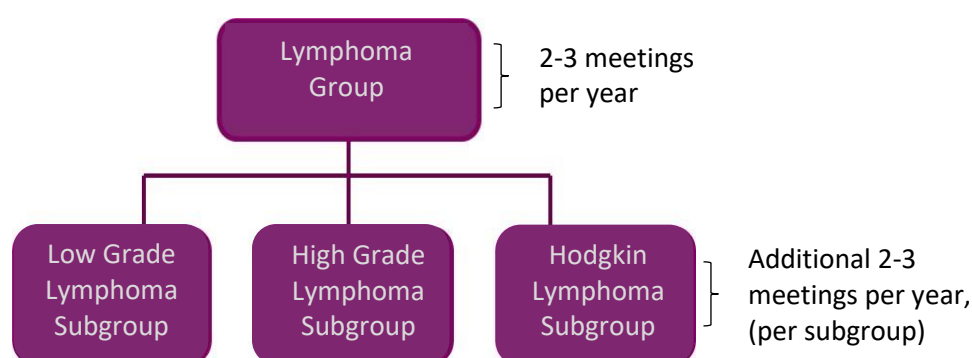 Lymphoma
Group
2-3 meetings
per year
Low Grade
Lymphoma
Subgroup
High Grade
Lymphoma
Subgroup
Hodgkin
Lymphoma
Subgroup
Additional 2-3
meetings per year,
(per subgroup)